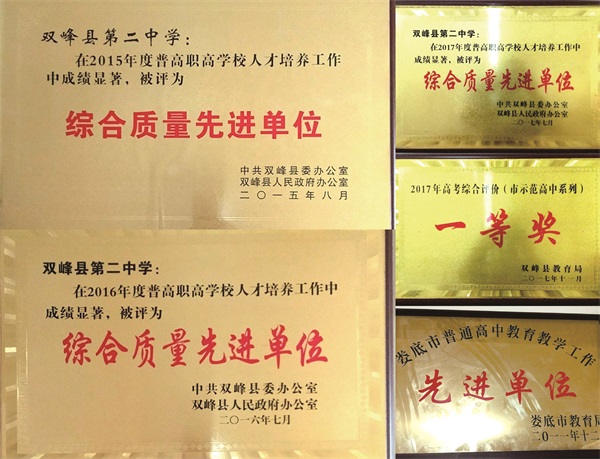 双峰县第二中学：
在2015年度普高职高学校人才培养工作
中成绩显著，被评为
综合质量先进单位
中共双峰县委办公室
双峰县人民政府办公室
二〇一五年八月
双峰县第二中学：
在2016年度普高职高学校人才培养工作中
成绩显著，被评为
综合质量先进单位
中共双峰县委办公室
双峰县人民政府办公室
二〇一六年七月
双峰县第二中学：
在2017年度普高职高学校人才培养工作中
成绩显著，被评为
综合质量先进单位
中共双峰县委办公室
双峰县人民政府办公室
二〇一七年七月
2017年高考综合评价（市示范高中系列）
一等奖
双峰县教育局
二〇一七年十一月
娄底市普通高中教育教学工作
先进单位
娄底市教育局
二〇一一年十二